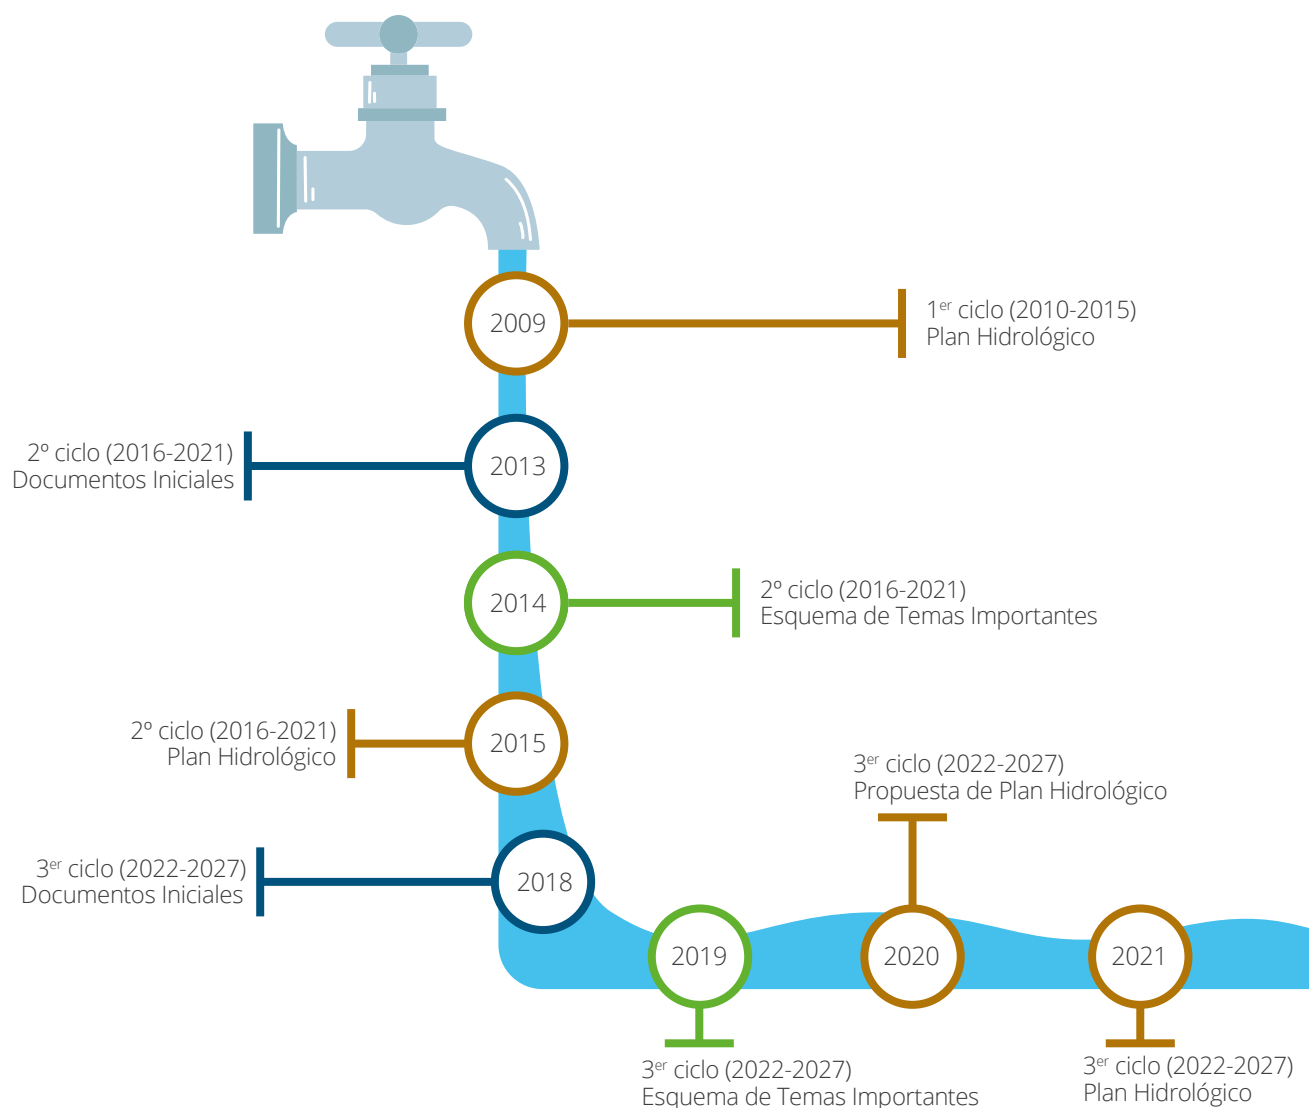 2009
1er ciclo (2010-2015)
Plan Hidrológico
2º ciclo (2016-2021)
Documentos Iniciales
2013
2014
2º ciclo (2016-2021)
Esquema de Temas Importantes
2º ciclo (2016-2021)
Plan Hidrológico
2015
3er ciclo (2022-2027)
Propuesta de Plan Hidrológico
3er ciclo (2022-2027)
Documentos Iniciales
2018
2019
2020
2021
3er ciclo (2022-2027)
Esquema de Temas Importantes
3er ciclo (2022-2027)
Plan Hidrológico